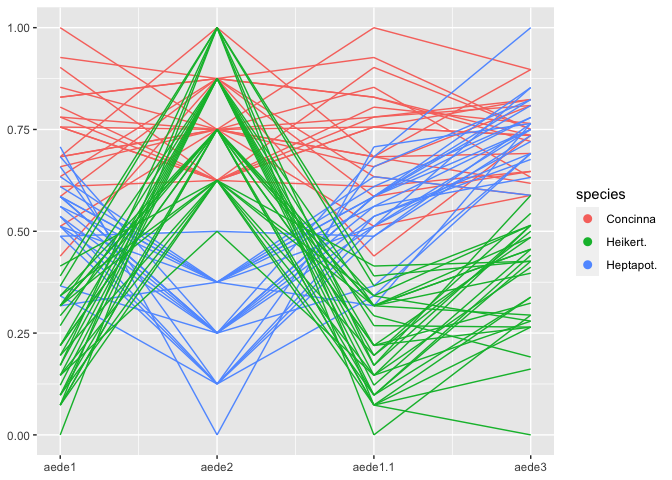 1.00
0.75
0.50
0.25
0.00
aede1 aede2 aede1.1 aede3
species
Concinna
Heikert.
Heptapot.